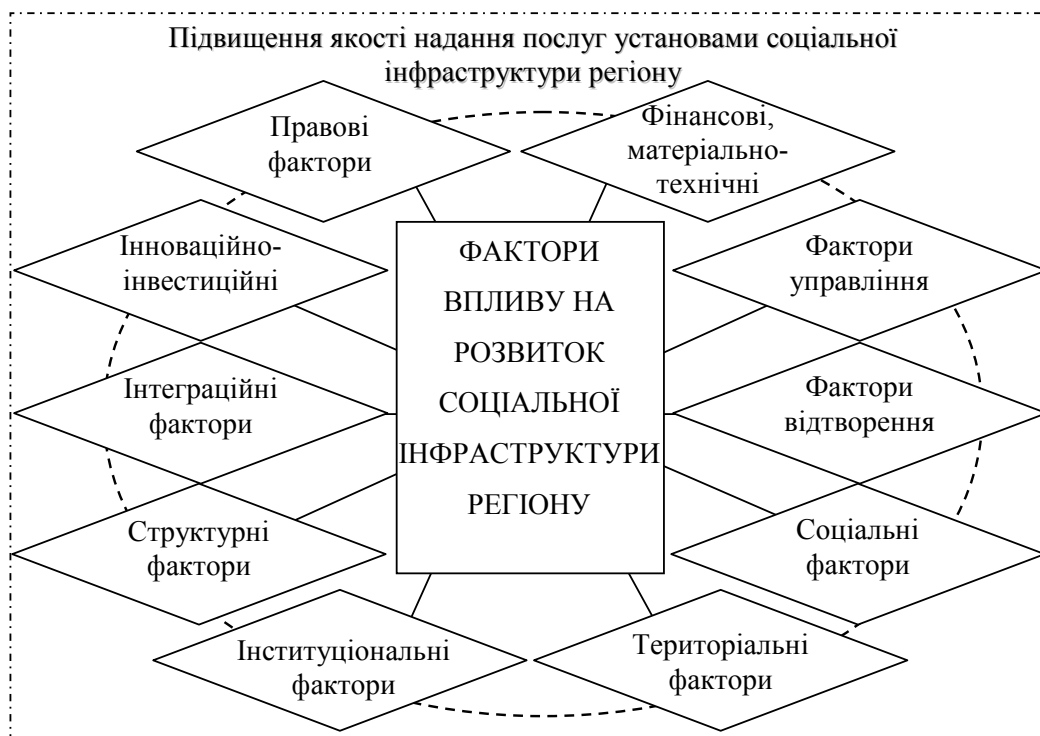 Підвищення якості надання послуг установами соціальної
інфраструктури регіону
Правові
фактори
Фінансові,
матеріально-
технічні
Інноваційно-
інвестиційні
Фактори
управління
ФАКТОРИ
ВПЛИВУ НА
РОЗВИТОК
СОЦІАЛЬНОЇ
ІНФРАСТРУКТУРИ
РЕГІОНУ
Інтеграційні
фактори
Фактори
відтворення
Структурні
фактори
Соціальні
фактори
Інституціональні
фактори
Територіальні
фактори